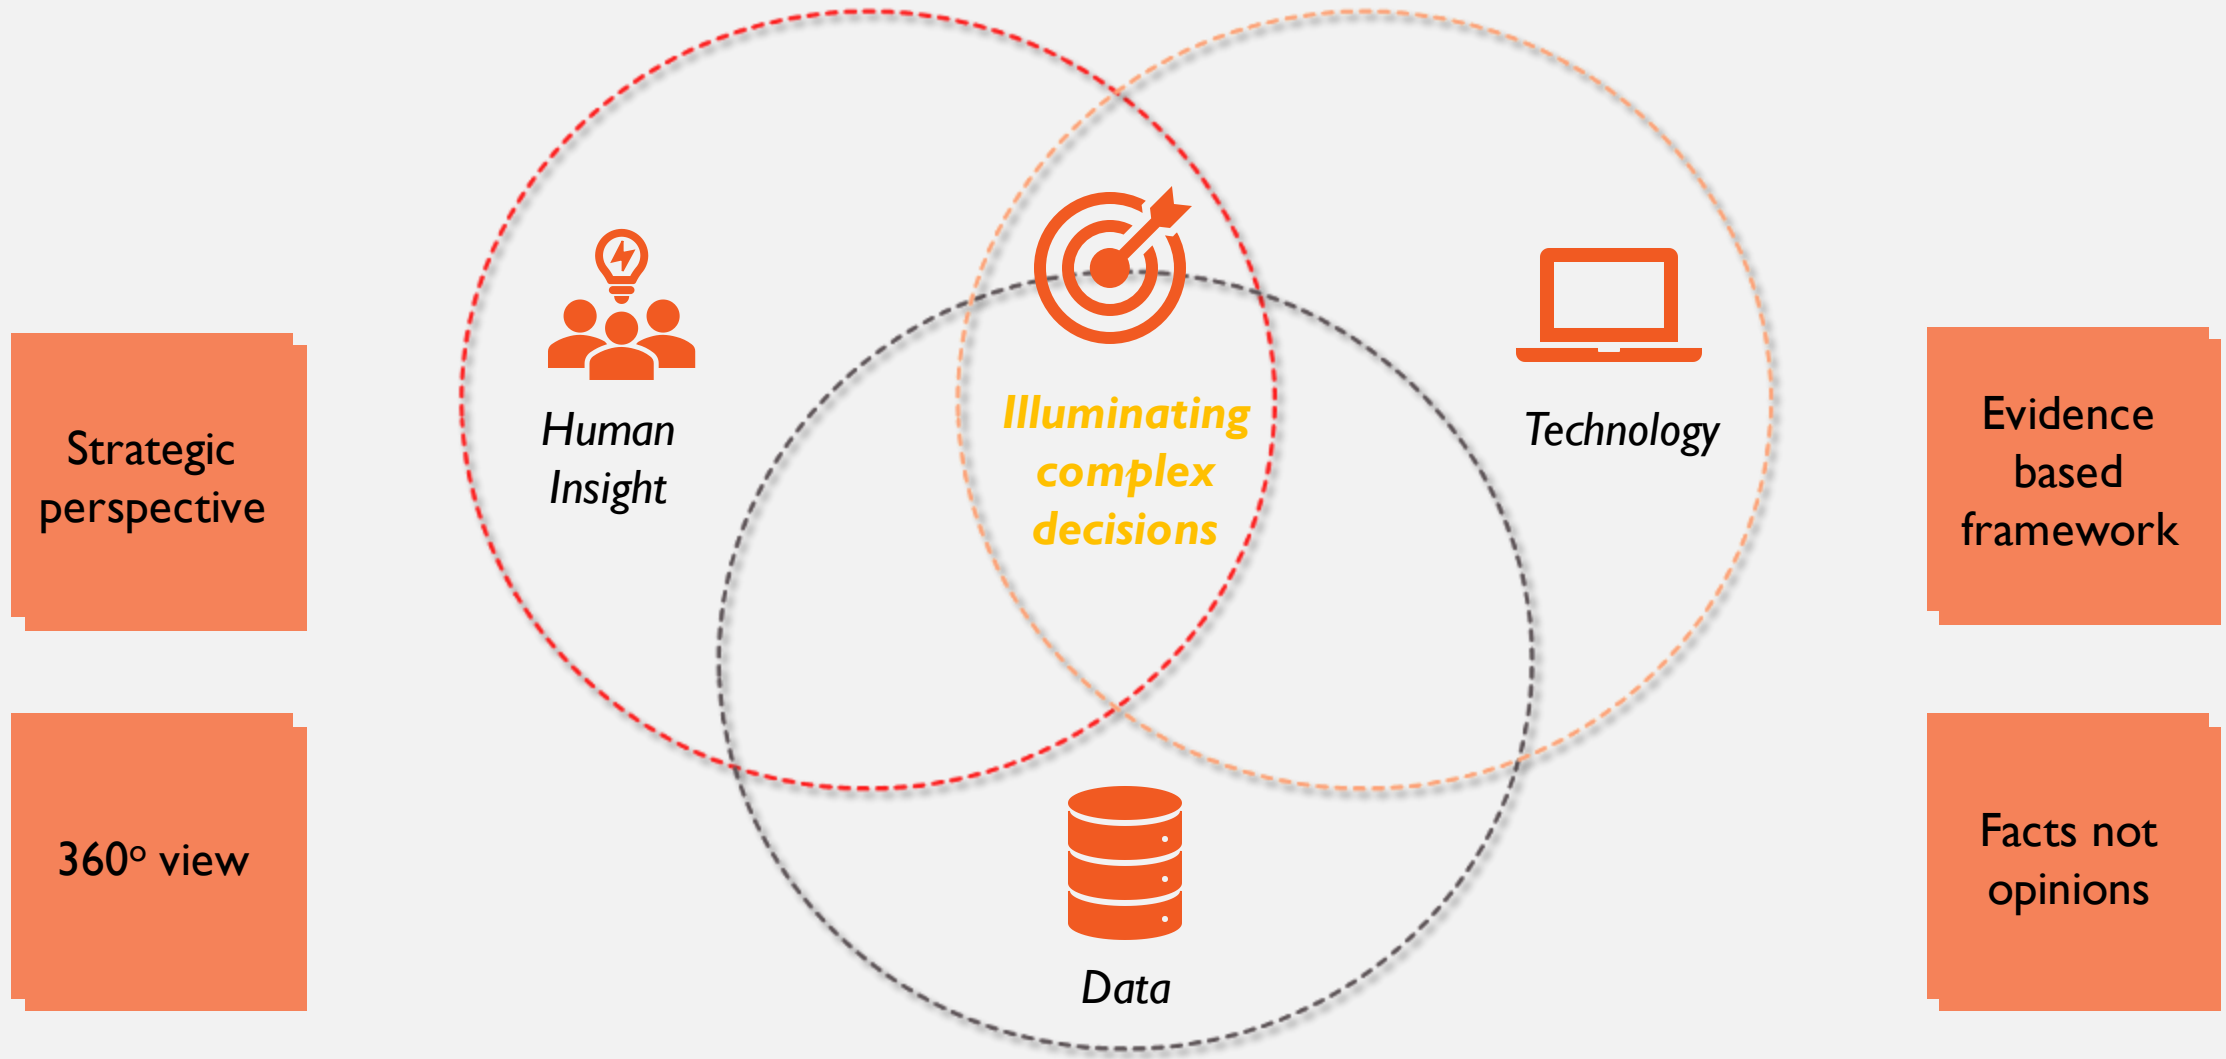 Strategic
perspective
360° view
Human
Insight
Illuminating
complex
decisions
Technology
Data
Evidence
based
framework
Facts not
opinions